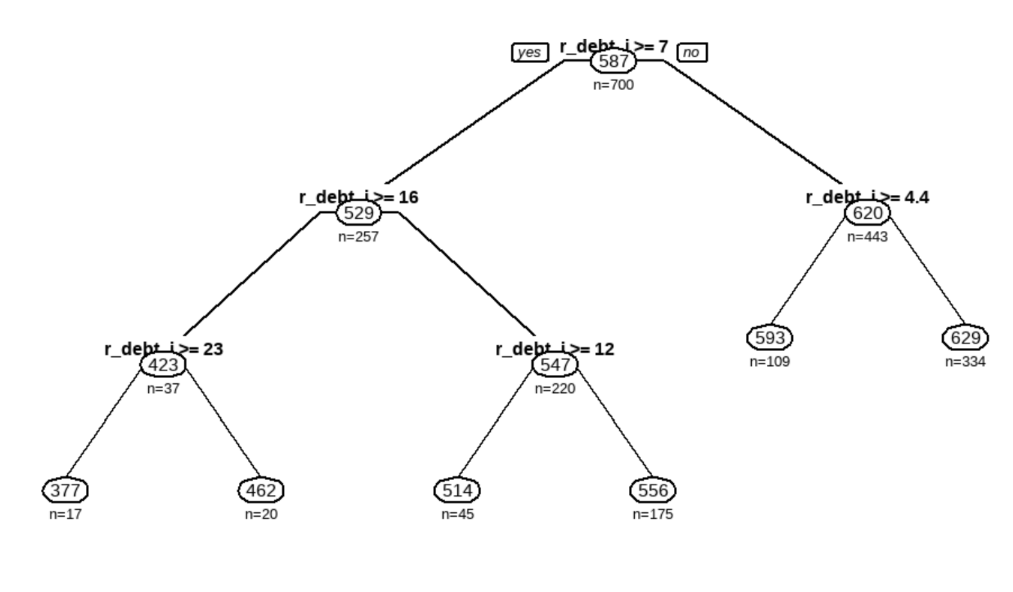 yes r_debt_i >= 7 no
587
n=700
r_debt_i >= 16 r_debt_i >= 4.4
529 620
n=257 n=443
593 629
n=109 n=334
r_debt_i >= 23 r_debt_i >= 12
423 547
n=37 n=220
377 462 514 556
n=17 n=20 n=45 n=175